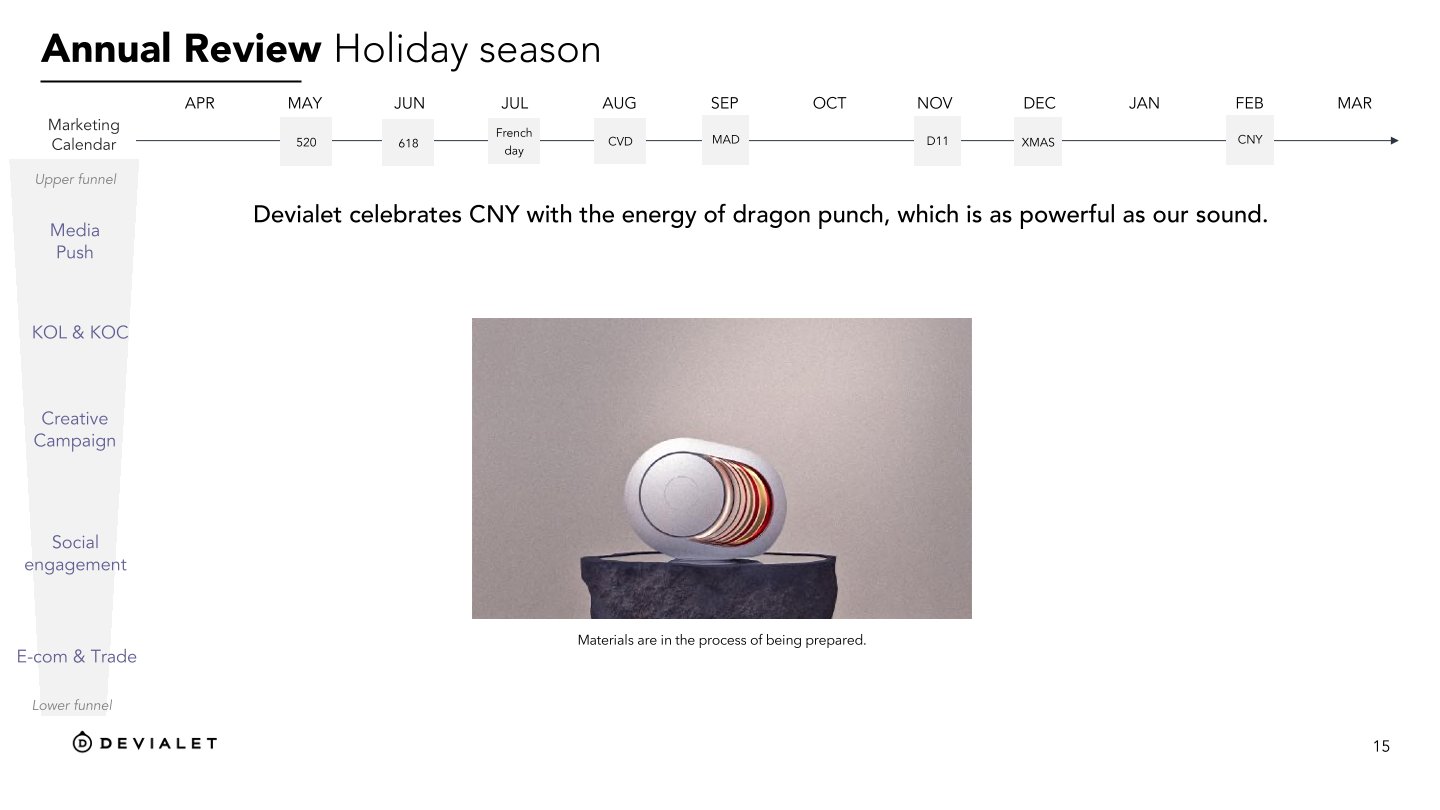 Annual Review Holiday season
APR MAY JUN JUL AUG SEP OCT NOV DEC JAN FEB MAR
Marketing
Calendar
520
618
French
day
CVD
MAD
D11
XMAS
CNY
Upper funnel
Devialet celebrates CNY with the energy of dragon punch, which is as powerful as our sound.
Media
Push
KOL & KOC
Creative
Campaign
Social
engagement
Materials are in the process of being prepared.
E-com & Trade
Lower funnel
DEVIALET
15